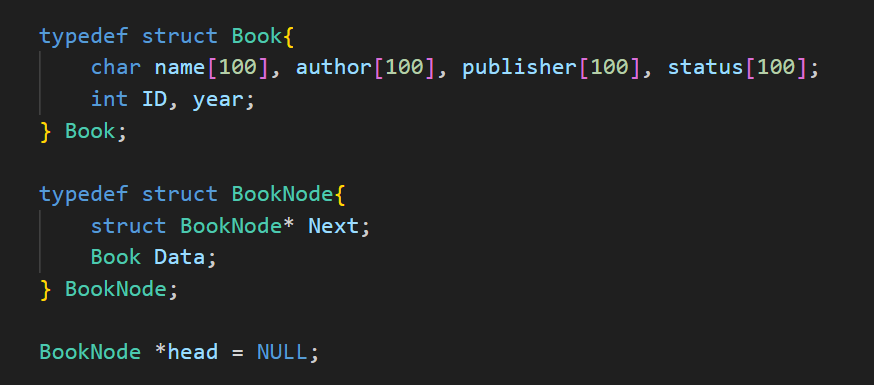 typedef struct Book{
    char name[100], author[100], publisher[100], status[100];
    int ID, year;
} Book;

typedef struct BookNode{
    struct BookNode* Next;
    Book Data;
} BookNode;

BookNode *head = NULL;